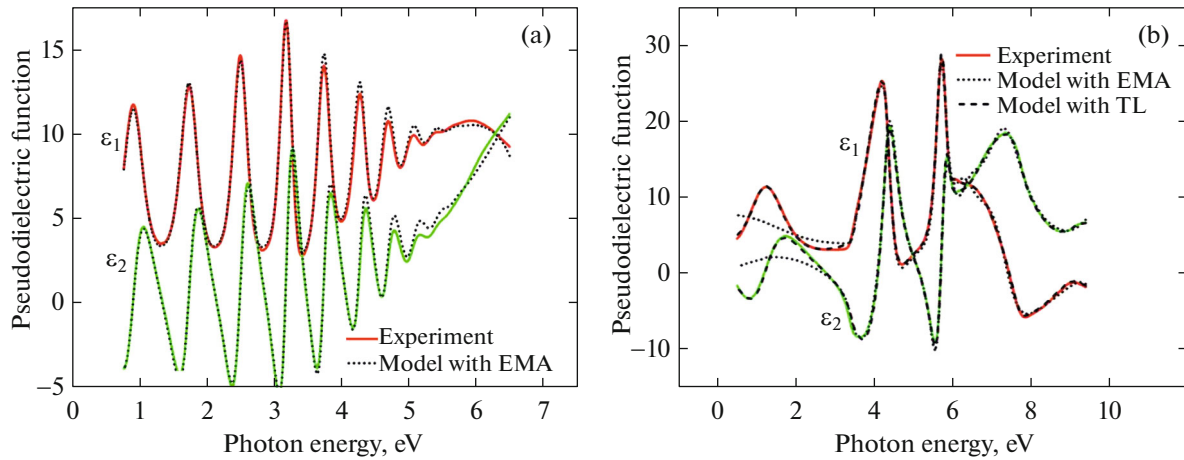 (a)
Pseudodielectric function
15
10
5
0
−5
ε1
ε2
Experiment
Model with EMA
0 1 2 3 4 5 6 7
Photon energy, eV
(b)
Pseudodielectric function
30
20
10
0
−10
Experiment
Model with EMA
Model with TL
ε1
ε2
0 2 4 6 8 10
Photon energy, eV